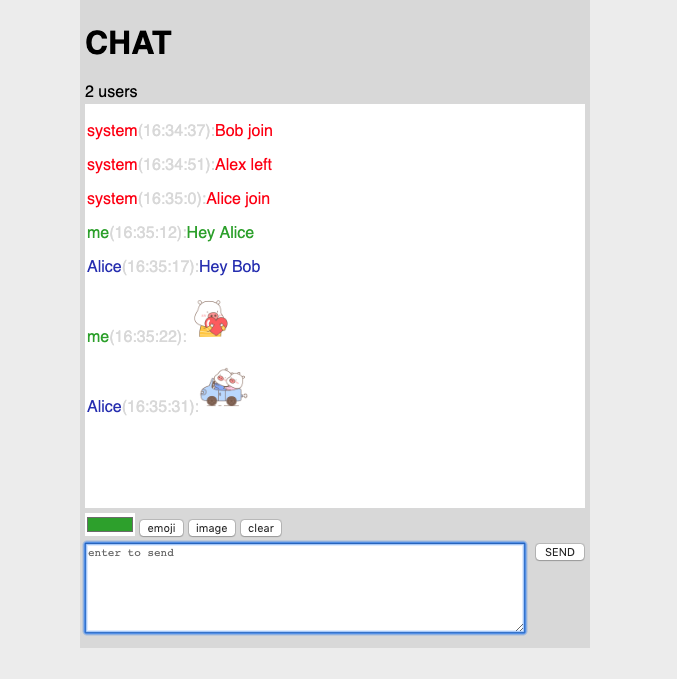 CHAT
2 users
system(16:34:37):Bob join
system(16:34:51):Alex left
system(16:35:0):Alice join
me(16:35:12):Hey Alice
Alice(16:35:17):Hey Bob
me(16:35:22):
Alice(16:35:31):
emoji image clear
enter to send
SEND